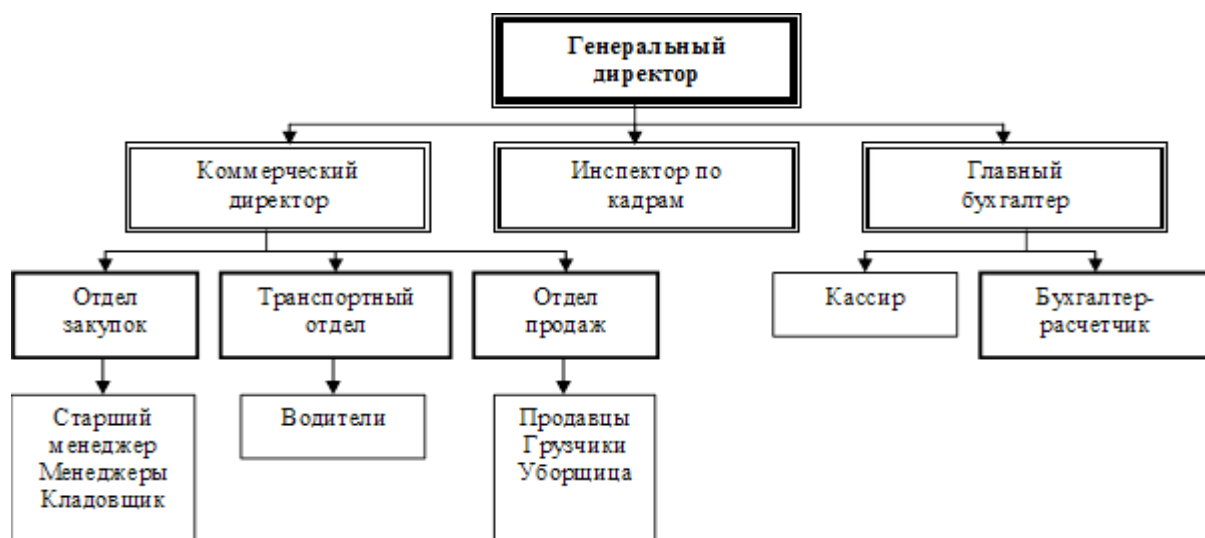 Генеральный
директор
Коммерческий
директор
Инспектор по
кадрам
Главный
бухгалтер
Отдел
закупок
Транспортный
отдел
Отдел
продаж
Кассир
Бухгалтер-
расчетчик
Старший
менеджер
Менеджеры
Кладовщик
Водители
Продавцы
Грузчики
Уборщица